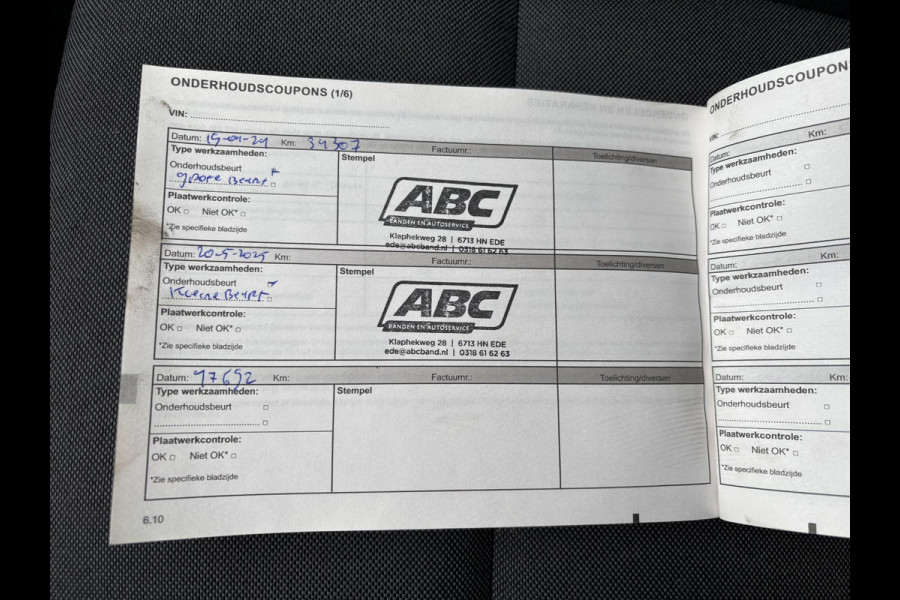 ONDERHOUDSCOUPONS (1/6)
VIN:
Datum: 15-04-24 Km: 34307 Factuurnr.: Toelichting/diversen
Type werkzaamheden: Stempel
Onderhoudsbeurt
grote Beurt
Plaatwerkcontrole:
OK □ Niet OK* □
*Zie specifieke bladzijde
ABC
BANDEN EN AUTOSERVICE
Klaphekweg 28 | 6713 HN EDE
ede@abcband.nl | 0318 61 62 63
Datum: 20-5-2025 Km: Factuurnr.: Toelichting/diversen
Type werkzaamheden: Stempel
Onderhoudsbeurt
Kleine Beurt
Plaatwerkcontrole:
OK □ Niet OK* □
*Zie specifieke bladzijde
ABC
BANDEN EN AUTOSERVICE
Klaphekweg 28 | 6713 HN EDE
ede@abcband.nl | 0318 61 62 63
Datum: 47692 Km: Factuurnr.: Toelichting/diversen
Type werkzaamheden: Stempel
Onderhoudsbeurt □
□
Plaatwerkcontrole:
OK □ Niet OK* □
*Zie specifieke bladzijde
6.10
ONDERHOUDSCOUPON
VIN:
Datum: Km:
Type werkzaamheden:
Onderhoudsbeurt □
□
Plaatwerkcontrole:
OK □ Niet OK* □
*Zie specifieke bladzijde
Datum: Km:
Type werkzaamheden:
Onderhoudsbeurt □
□
Plaatwerkcontrole:
OK □ Niet OK* □
*Zie specifieke bladzijde
Datum: Km:
Type werkzaamheden:
Onderhoudsbeurt □
□
Plaatwerkcontrole:
OK □ Niet OK* □
*Zie specifieke bladzijde